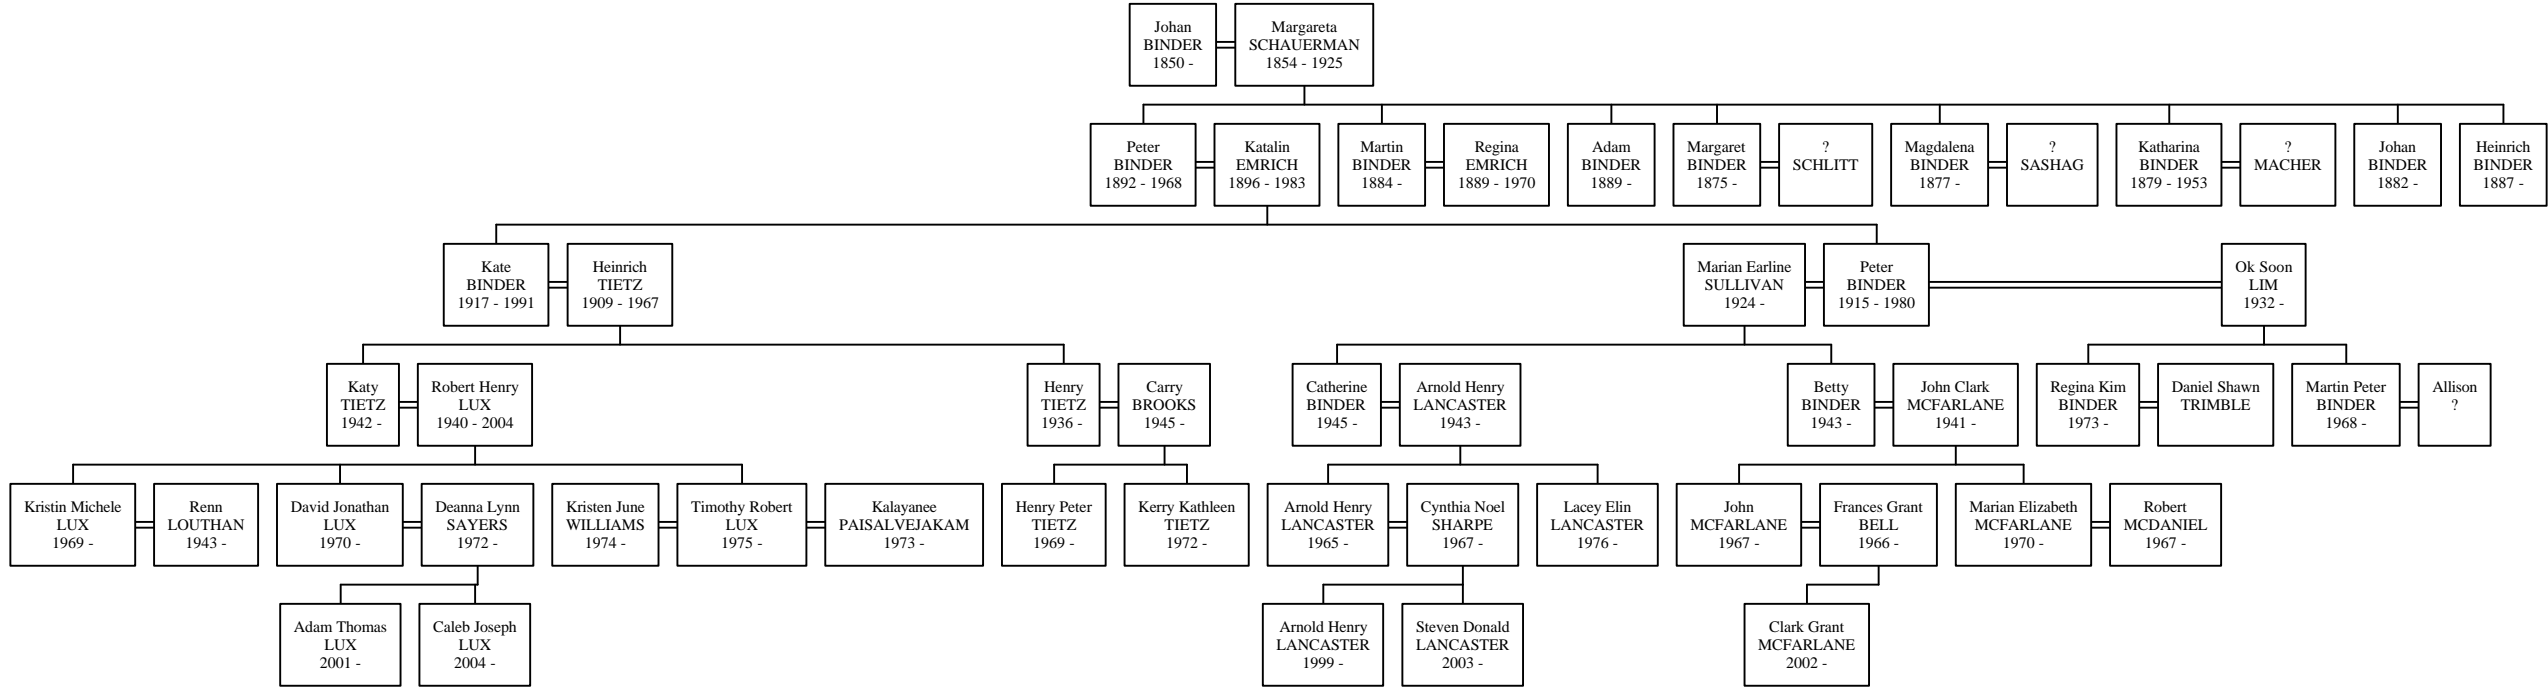 Johan
BINDER
1850 -
Margareta
SCHAUERMAN
1854 - 1925
Peter
BINDER
1892 - 1968
Katalin
EMRICH
1896 - 1983
Martin
BINDER
1884 -
Regina
EMRICH
1889 - 1970
Adam
BINDER
1889 -
Margaret
BINDER
1875 -
?
SCHLITT
Magdalena
BINDER
1877 -
?
SASHAG
Katharina
BINDER
1879 - 1953
?
MACHER
Johan
BINDER
1882 -
Heinrich
BINDER
1887 -
Kate
BINDER
1917 - 1991
Heinrich
TIETZ
1909 - 1967
Marian Earline
SULLIVAN
1924 -
Peter
BINDER
1915 - 1980
Ok Soon
LIM
1932 -
Katy
TIETZ
1942 -
Robert Henry
LUX
1940 - 2004
Henry
TIETZ
1936 -
Carry
BROOKS
1945 -
Catherine
BINDER
1945 -
Arnold Henry
LANCASTER
1943 -
Betty
BINDER
1943 -
John Clark
MCFARLANE
1941 -
Regina Kim
BINDER
1973 -
Daniel Shawn
TRIMBLE
Martin Peter
BINDER
1968 -
Allison
?
Kristin Michele
LUX
1969 -
Renn
LOUTHAN
1943 -
David Jonathan
LUX
1970 -
Deanna Lynn
SAYERS
1972 -
Kristen June
WILLIAMS
1974 -
Timothy Robert
LUX
1975 -
Kalayanee
PAISALVEJAKAM
1973 -
Henry Peter
TIETZ
1969 -
Kerry Kathleen
TIETZ
1972 -
Arnold Henry
LANCASTER
1965 -
Cynthia Noel
SHARPE
1967 -
Lacey Elin
LANCASTER
1976 -
John
MCFARLANE
1967 -
Frances Grant
BELL
1966 -
Marian Elizabeth
MCFARLANE
1970 -
Robert
MCDANIEL
1967 -
Adam Thomas
LUX
2001 -
Caleb Joseph
LUX
2004 -
Arnold Henry
LANCASTER
1999 -
Steven Donald
LANCASTER
2003 -
Clark Grant
MCFARLANE
2002 -